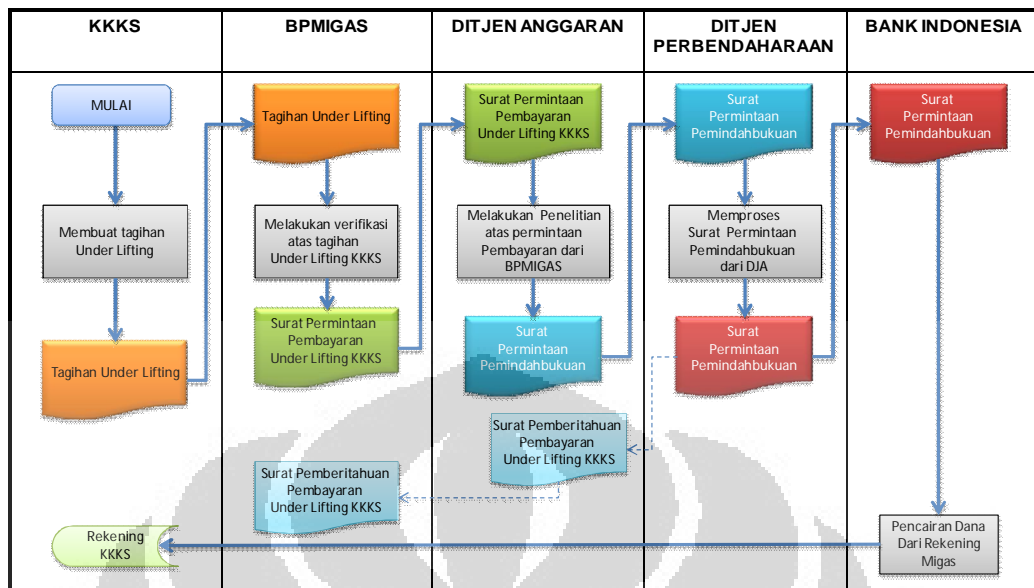 KKKS
BPMIGAS
DITJEN ANGGARAN
DITJEN
PERBENDAHARAAN
BANK INDONESIA
MULAI
Membuat tagihan
Under Lifting
Tagihan Under Lifting
Tagihan Under Lifting
Melakukan verifikasi
atas tagihan
Under Lifting KKKS
Surat Permintaan
Pembayaran
Under Lifting KKKS
Surat Permintaan
Pembayaran
Under Lifting KKKS
Melakukan Penelitian
atas permintaan
Pembayaran dari
BPMIGAS
Surat
Permintaan
Pemindahbukuan
Surat
Permintaan
Pemindahbukuan
Memproses
Surat Permintaan
Pemindahbukuan
dari DJA
Surat
Permintaan
Pemindahbukuan
Surat
Permintaan
Pemindahbukuan
Surat Pemberitahuan
Pembayaran
Under Lifting KKKS
Surat Pemberitahuan
Pembayaran
Under Lifting KKKS
Pencairan Dana
Dari Rekening
Migas
Rekening
KKKS